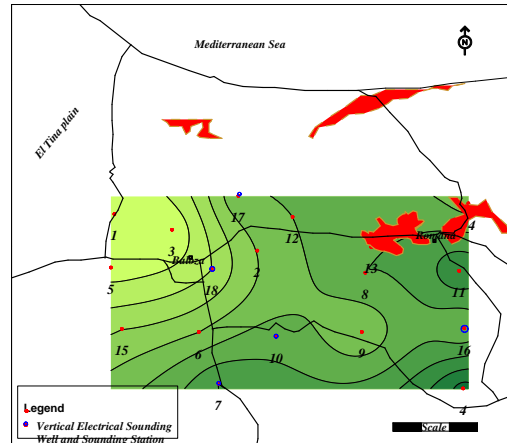 Mediterranean Sea
N
El Tina plain
17
4
1
12
Romana
3
Baloza
2
13
5
18
11
8
15
6
10
9
16
7
4
Legend
Vertical Electrical Sounding
Well and Sounding Station
Scale